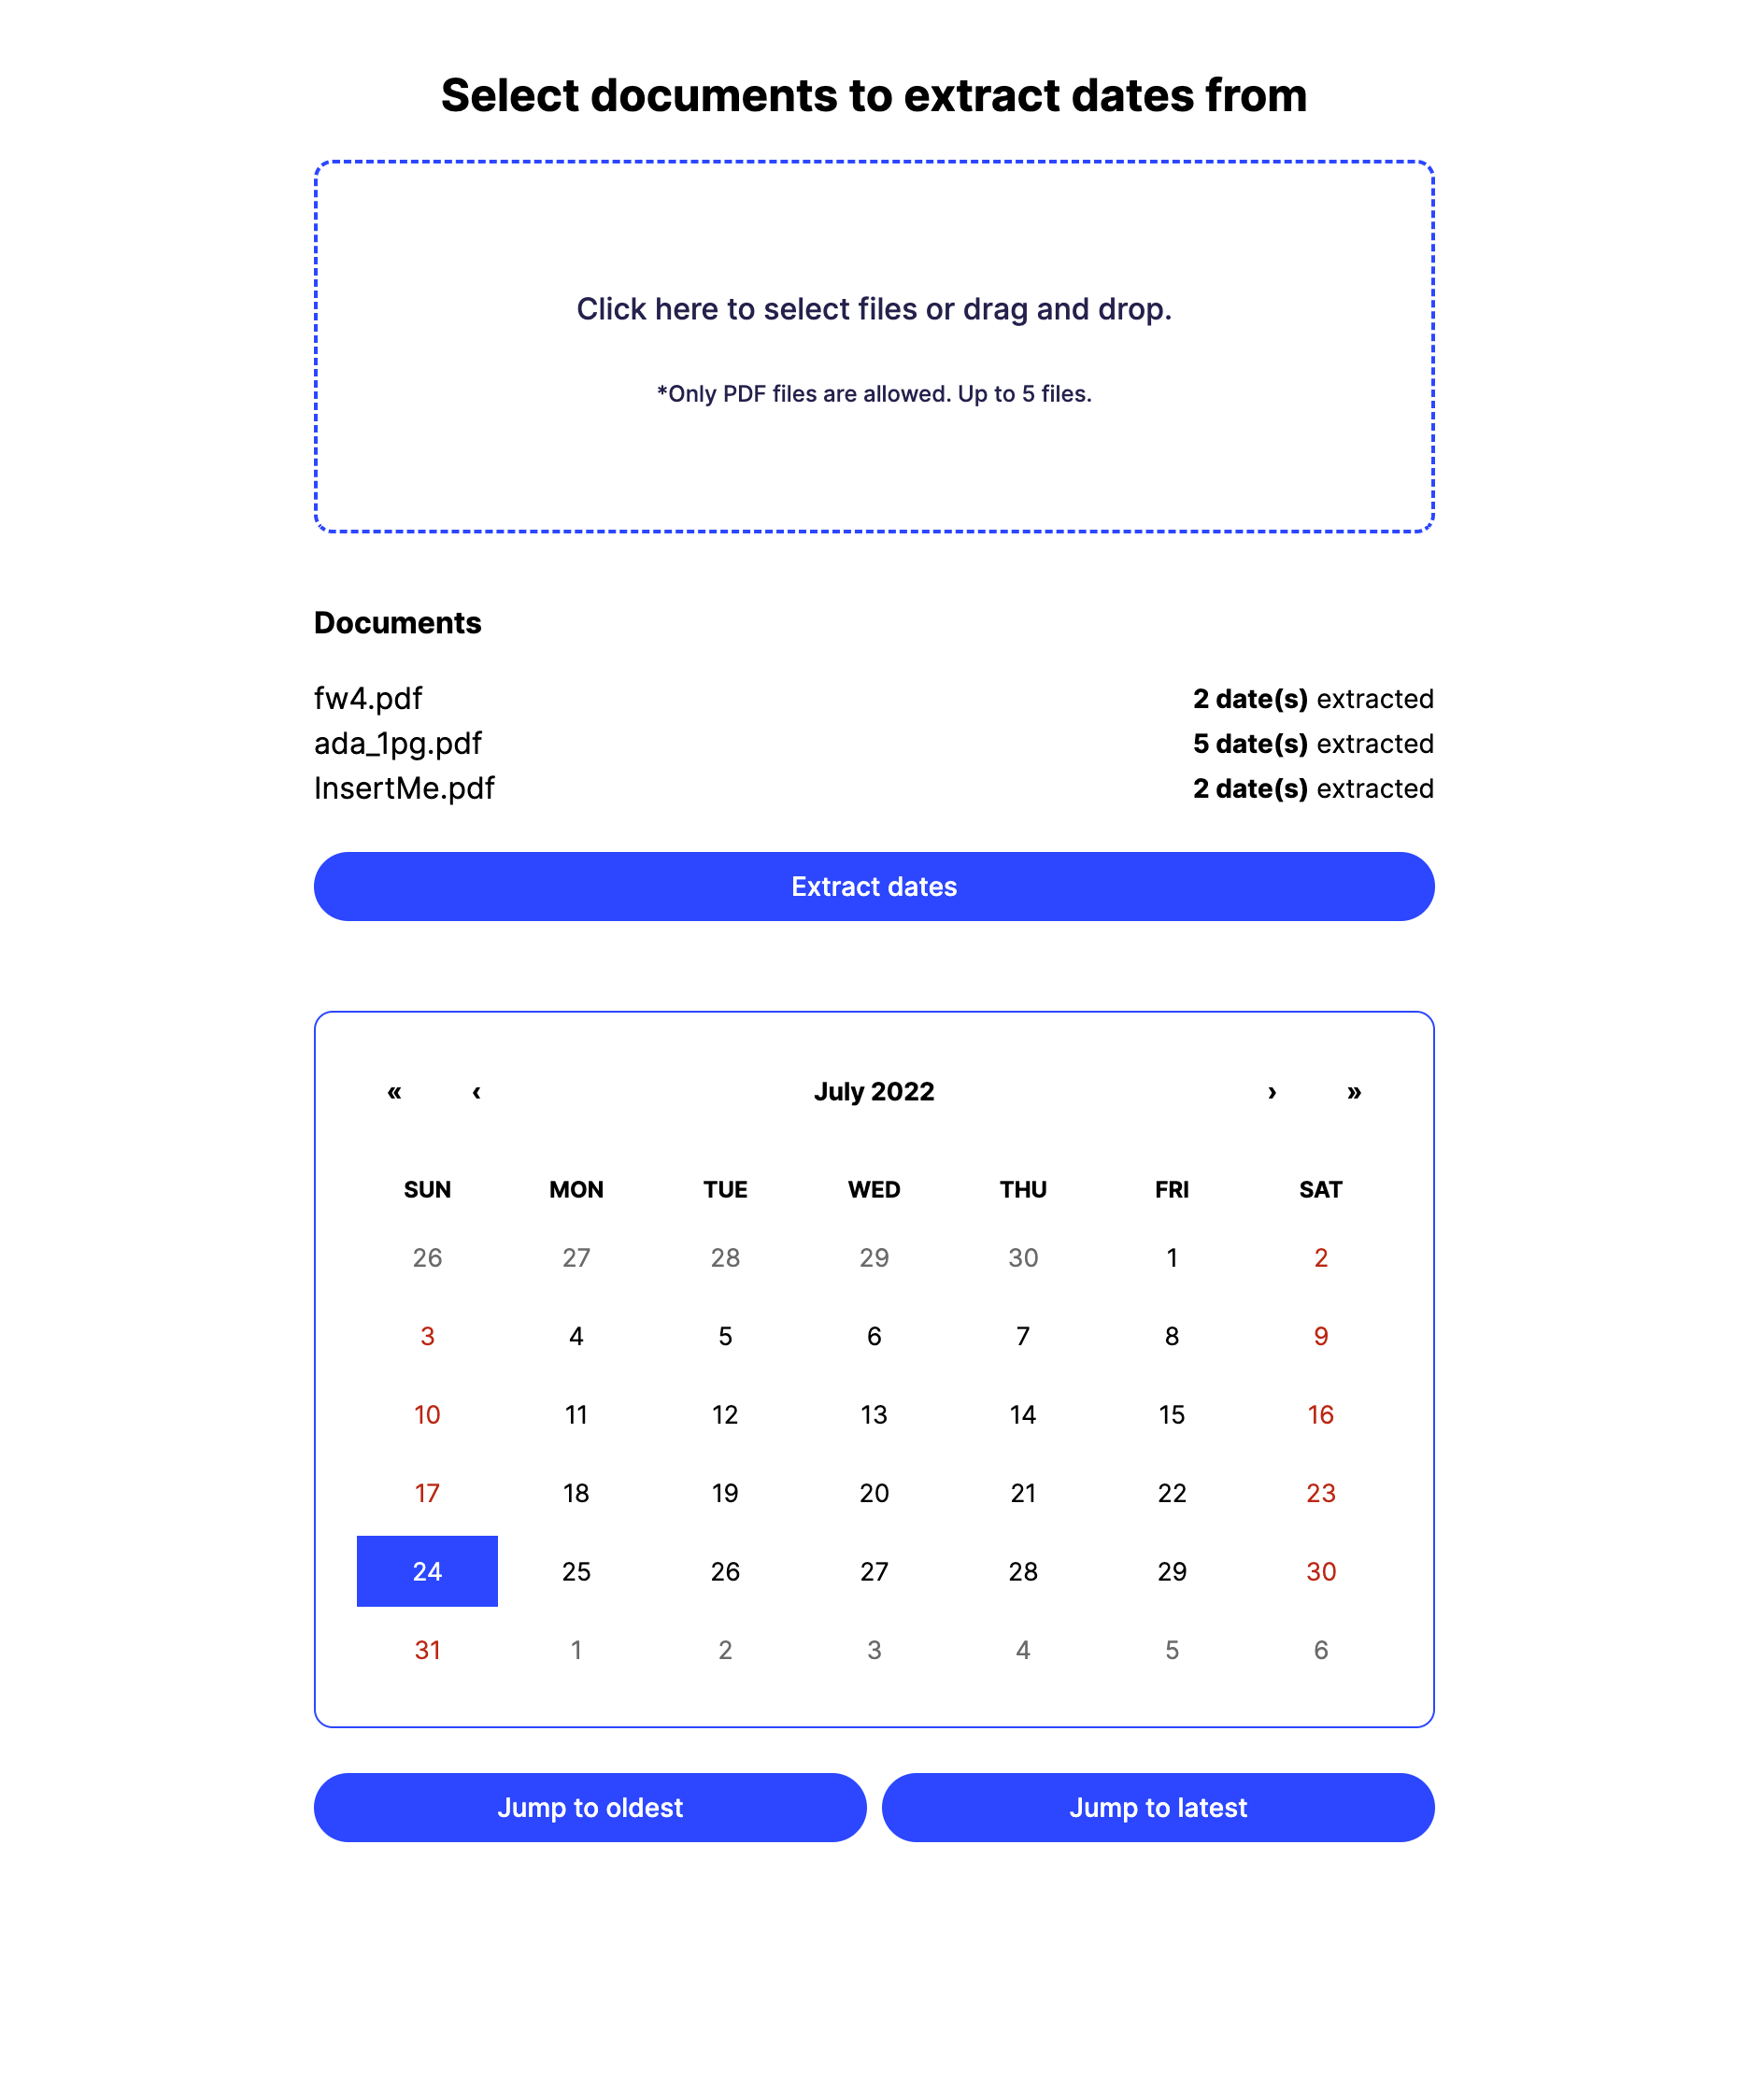 Select documents to extract dates from
Click here to select files or drag and drop.
*Only PDF files are allowed. Up to 5 files.
Documents
fw4.pdf 2 date(s) extracted
ada_1pg.pdf 5 date(s) extracted
InsertMe.pdf 2 date(s) extracted
Extract dates
« ‹ July 2022 › »
SUN MON TUE WED THU FRI SAT
26 27 28 29 30 1 2
3 4 5 6 7 8 9
10 11 12 13 14 15 16
17 18 19 20 21 22 23
24 25 26 27 28 29 30
31 1 2 3 4 5 6
Jump to oldest Jump to latest